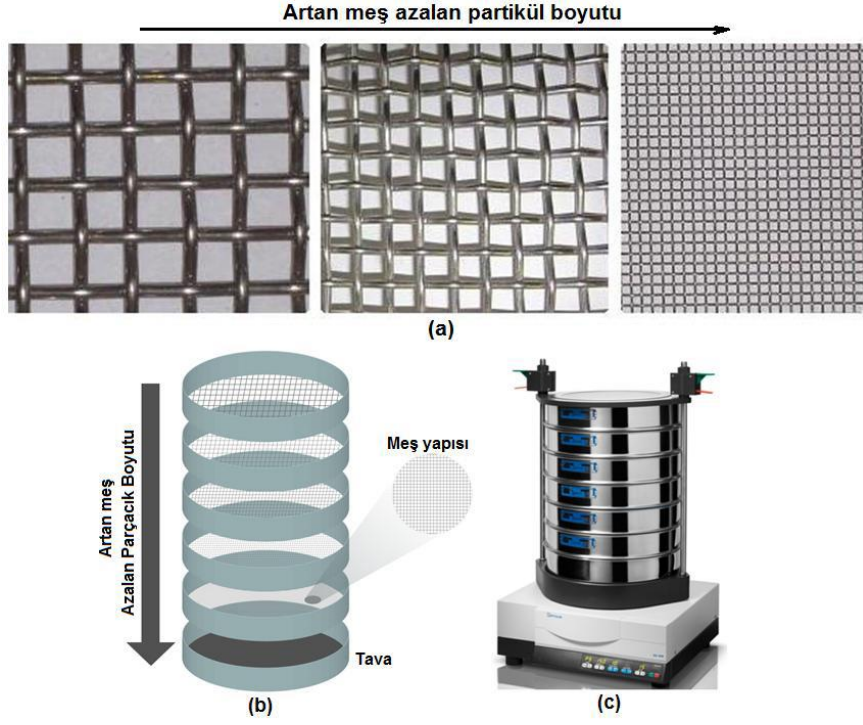 Artan meş azalan partikül boyutu
(a)
Artan meş
Azalan Parçacık Boyutu
Meş yapısı
Tava
(b)
(c)